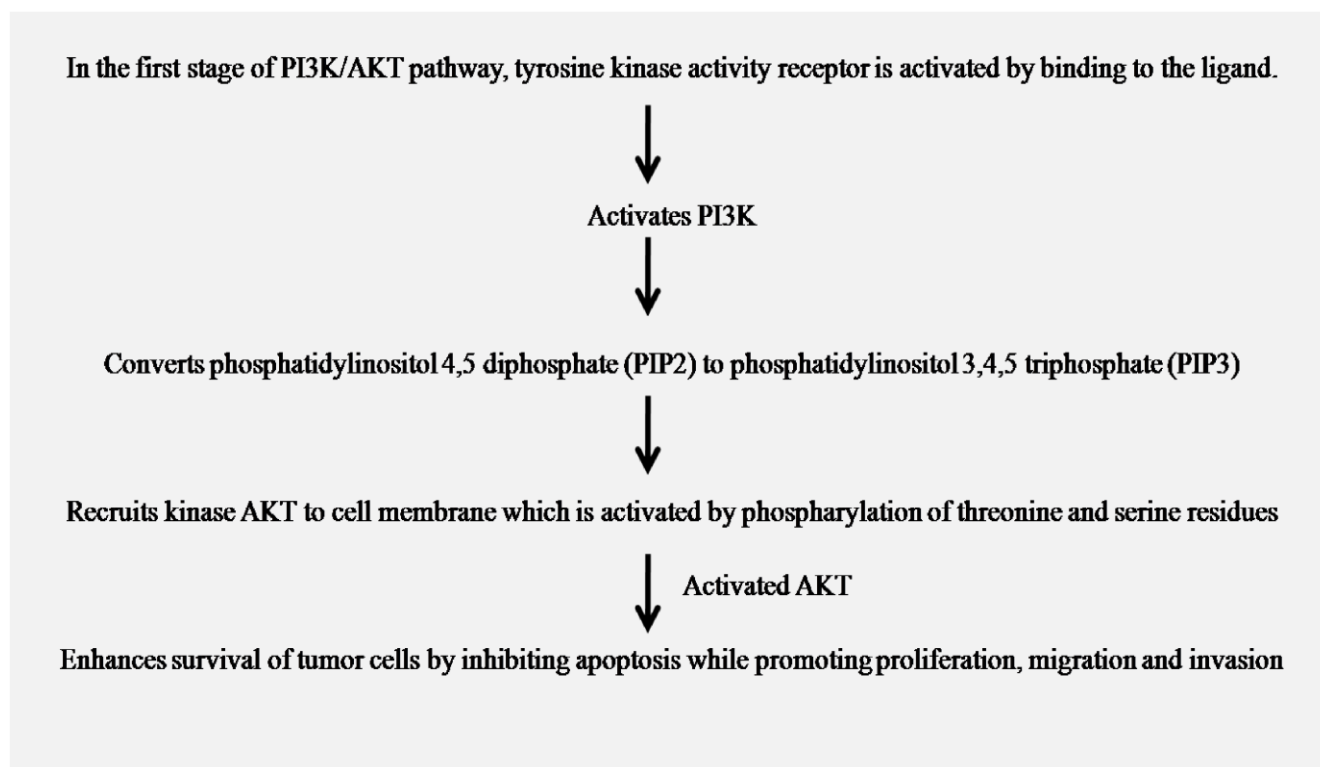 In the first stage of PI3K/AKT pathway, tyrosine kinase activity receptor is activated by binding to the ligand.
Activates PI3K
Converts phosphatidylinositol 4,5 diphosphate (PIP2) to phosphatidylinositol 3,4,5 triphosphate (PIP3)
Recruits kinase AKT to cell membrane which is activated by phospharylation of threonine and serine residues
Activated AKT
Enhances survival of tumor cells by inhibiting apoptosis while promoting proliferation, migration and invasion